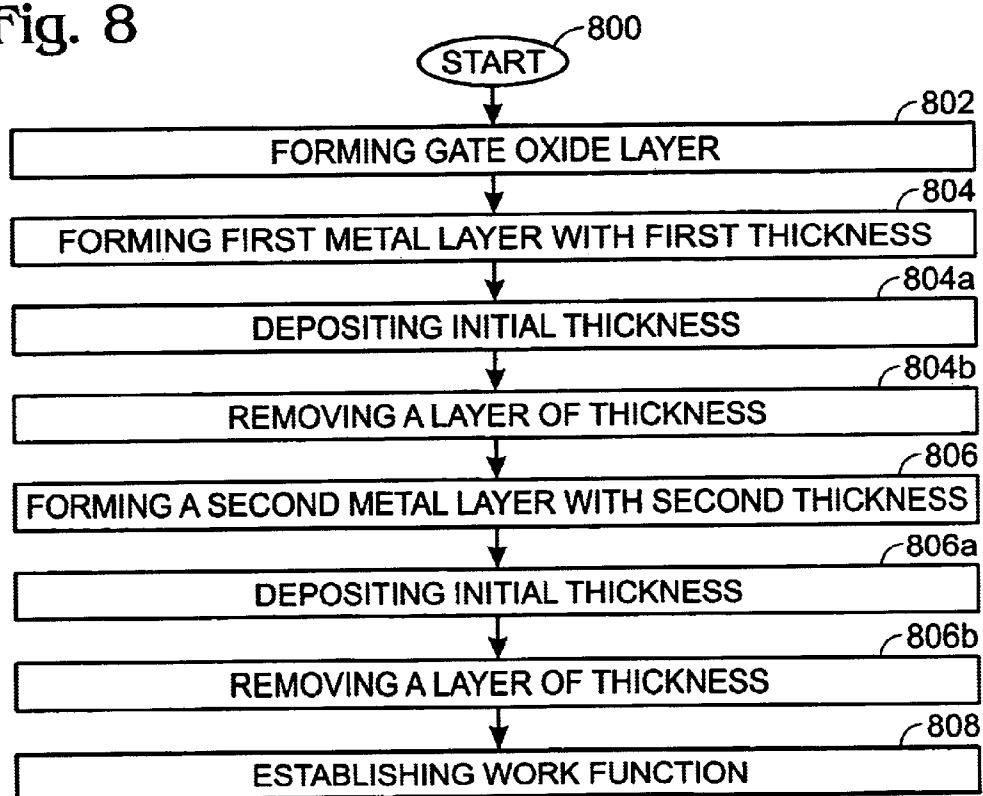 Fig. 8
800
START
802
FORMING GATE OXIDE LAYER
804
FORMING FIRST METAL LAYER WITH FIRST THICKNESS
804a
DEPOSITING INITIAL THICKNESS
804b
REMOVING A LAYER OF THICKNESS
806
FORMING A SECOND METAL LAYER WITH SECOND THICKNESS
806a
DEPOSITING INITIAL THICKNESS
806b
REMOVING A LAYER OF THICKNESS
808
ESTABLISHING WORK FUNCTION